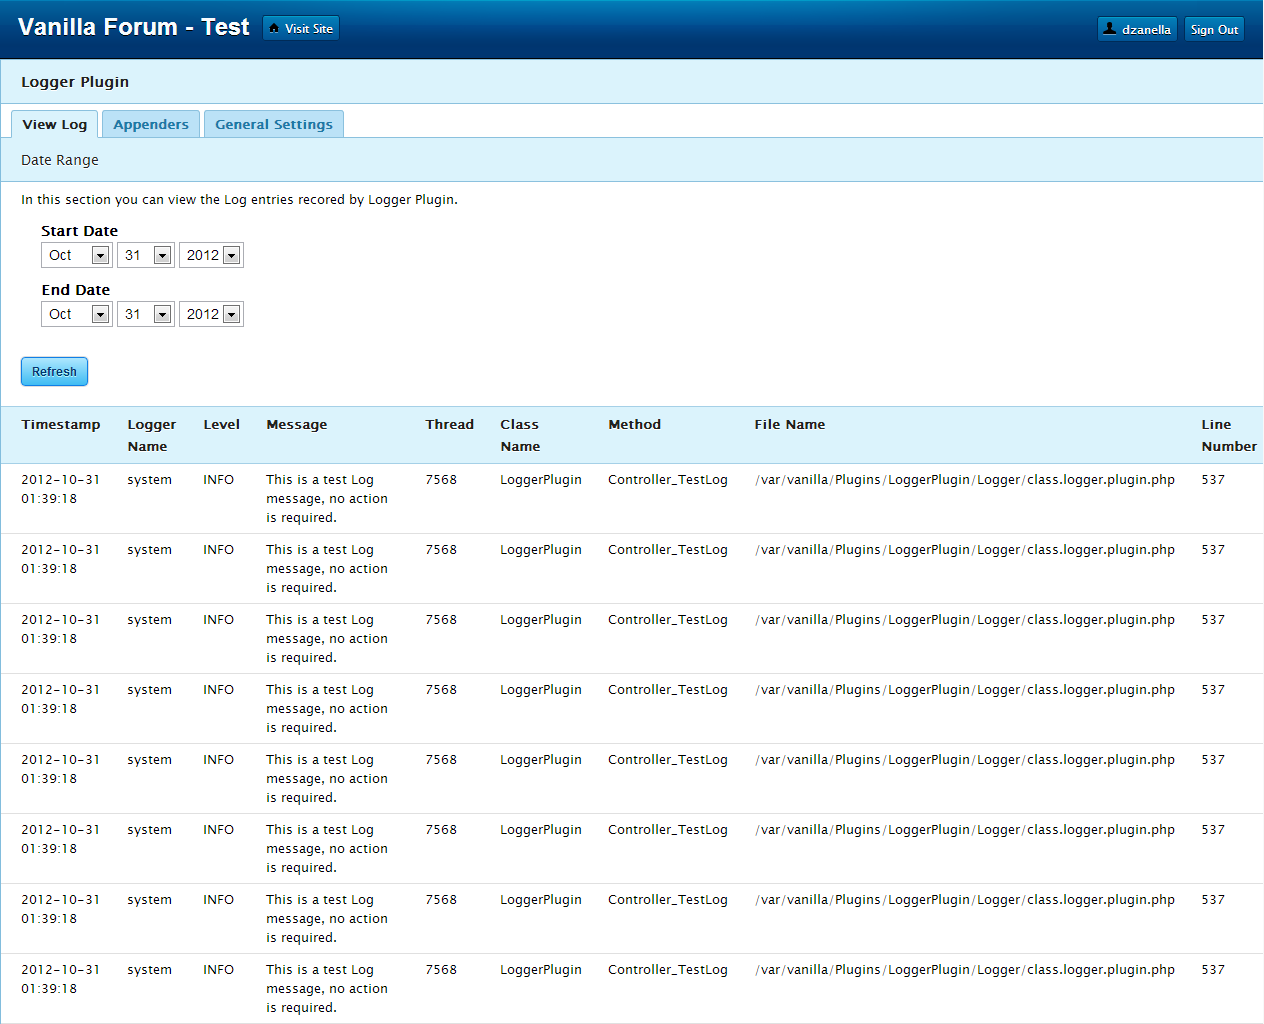 Vanilla Forum - Test Visit Site dzanella Sign Out
Logger Plugin
View Log Appenders General Settings
Date Range
In this section you can view the Log entries recored by Logger Plugin.
Start Date
Oct 31 2012
End Date
Oct 31 2012
Refresh
Timestamp Logger Level Message Thread Class Method File Name Line
Name Name Number
2012-10-31 system INFO This is a test Log 7568 LoggerPlugin Controller_TestLog /var/vanilla/Plugins/LoggerPlugin/Logger/class.logger.plugin.php 537
01:39:18 message, no action
is required.
2012-10-31 system INFO This is a test Log 7568 LoggerPlugin Controller_TestLog /var/vanilla/Plugins/LoggerPlugin/Logger/class.logger.plugin.php 537
01:39:18 message, no action
is required.
2012-10-31 system INFO This is a test Log 7568 LoggerPlugin Controller_TestLog /var/vanilla/Plugins/LoggerPlugin/Logger/class.logger.plugin.php 537
01:39:18 message, no action
is required.
2012-10-31 system INFO This is a test Log 7568 LoggerPlugin Controller_TestLog /var/vanilla/Plugins/LoggerPlugin/Logger/class.logger.plugin.php 537
01:39:18 message, no action
is required.
2012-10-31 system INFO This is a test Log 7568 LoggerPlugin Controller_TestLog /var/vanilla/Plugins/LoggerPlugin/Logger/class.logger.plugin.php 537
01:39:18 message, no action
is required.
2012-10-31 system INFO This is a test Log 7568 LoggerPlugin Controller_TestLog /var/vanilla/Plugins/LoggerPlugin/Logger/class.logger.plugin.php 537
01:39:18 message, no action
is required.
2012-10-31 system INFO This is a test Log 7568 LoggerPlugin Controller_TestLog /var/vanilla/Plugins/LoggerPlugin/Logger/class.logger.plugin.php 537
01:39:18 message, no action
is required.
2012-10-31 system INFO This is a test Log 7568 LoggerPlugin Controller_TestLog /var/vanilla/Plugins/LoggerPlugin/Logger/class.logger.plugin.php 537
01:39:18 message, no action
is required.